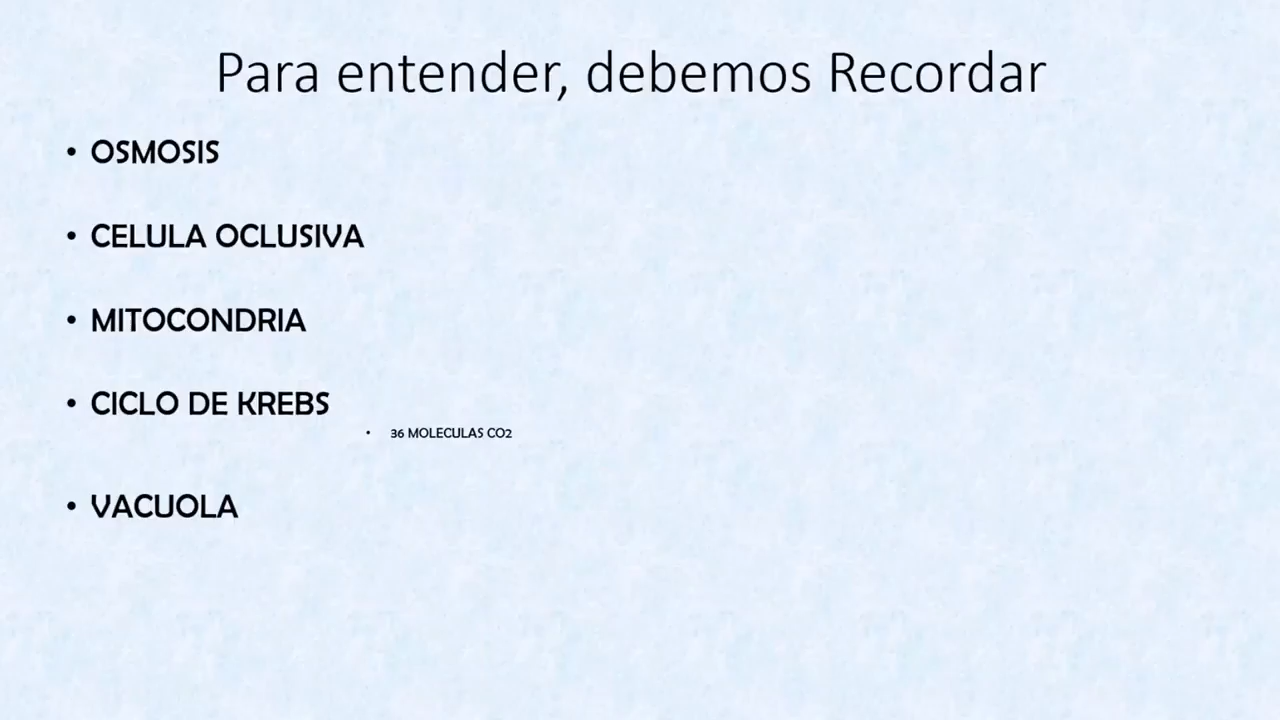 Para entender, debemos Recordar
• OSMOSIS
• CELULA OCLUSIVA
• MITOCONDRIA
• CICLO DE KREBS
• 36 MOLECULAS CO2
• VACUOLA